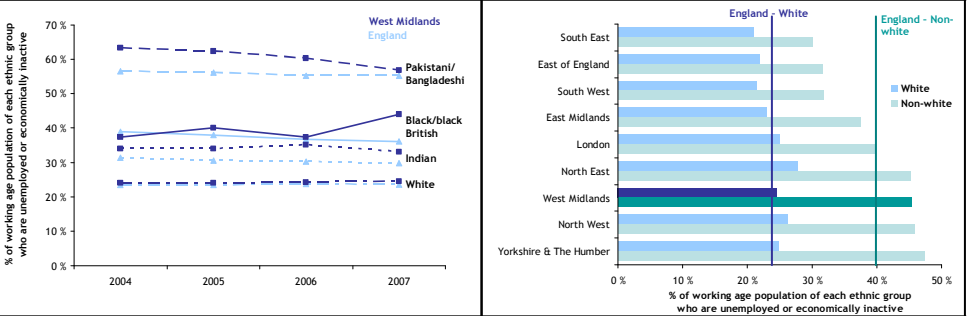 % of working age population of each ethnic group
who are unemployed or economically inactive
70 %
60 %
50 %
40 %
30 %
20 %
10 %
0 %
2004
2005
2006
2007
West Midlands
England
Pakistani/
Bangladeshi
Black/black
British
Indian
White
England - White
England - Non-
white
South East
East of England
South West
East Midlands
London
North East
West Midlands
North West
Yorkshire & The Humber
White
Non-white
0 %
10 %
20 %
30 %
40 %
50 %
% of working age population of each ethnic group
who are unemployed or economically inactive